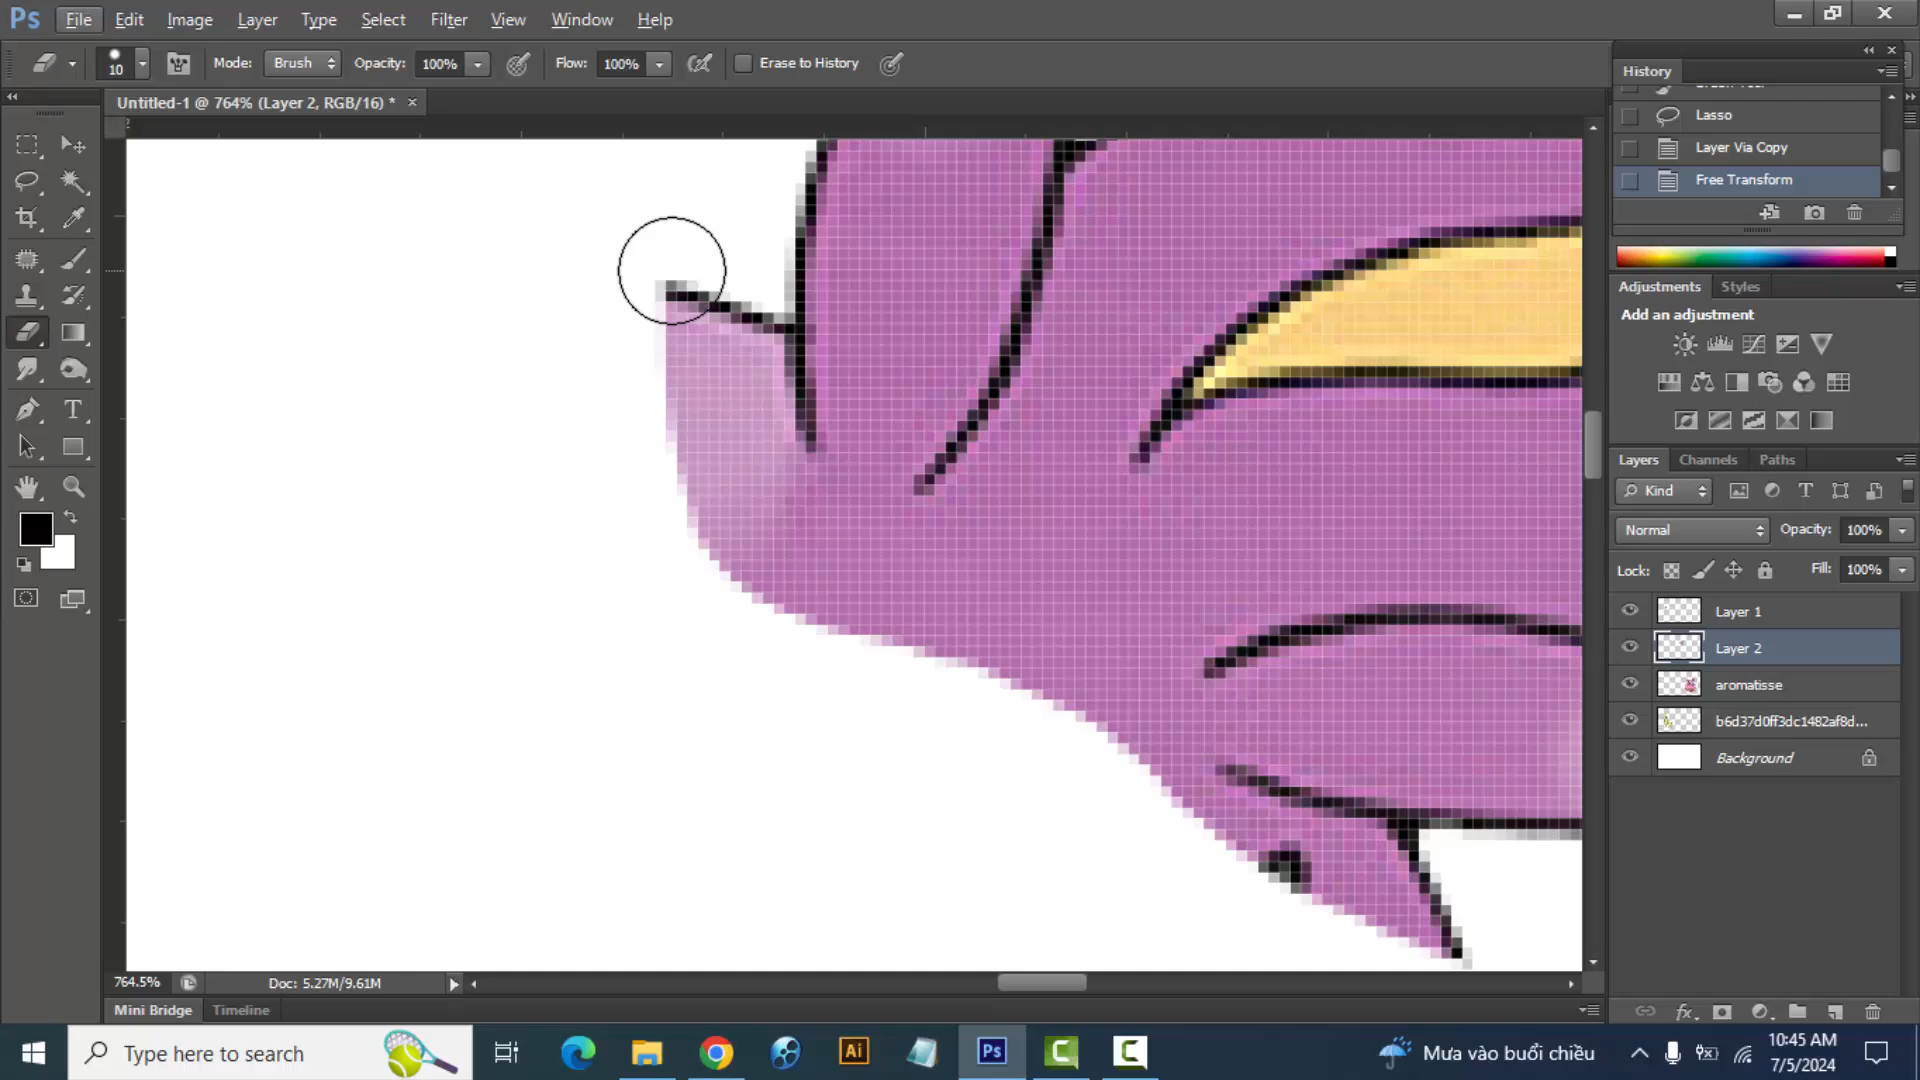 Ps File Edit Image Layer Type Select Filter View Window Help
10 Mode: Brush Opacity: 100% Flow: 100% Erase to History
Untitled-1 @ 764% (Layer 2, RGB/16) *
History
Lasso
Layer Via Copy
Free Transform
Adjustments Styles
Add an adjustment
Layers Channels Paths
Kind
Normal Opacity: 100%
Lock: Fill: 100%
Layer 1
Layer 2
aromatisse
b6d37d0ff3dc1482af8d...
Background
764.5% Doc: 5.27M/9.61M
Mini Bridge Timeline
Type here to search
Ai Ps
Mưa vào buổi chiều
10:45 AM
7/5/2024